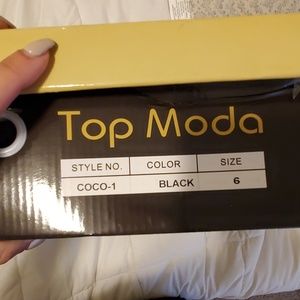 Top Moda
STYLE NO. COLOR SIZE
COCO-1 BLACK 6